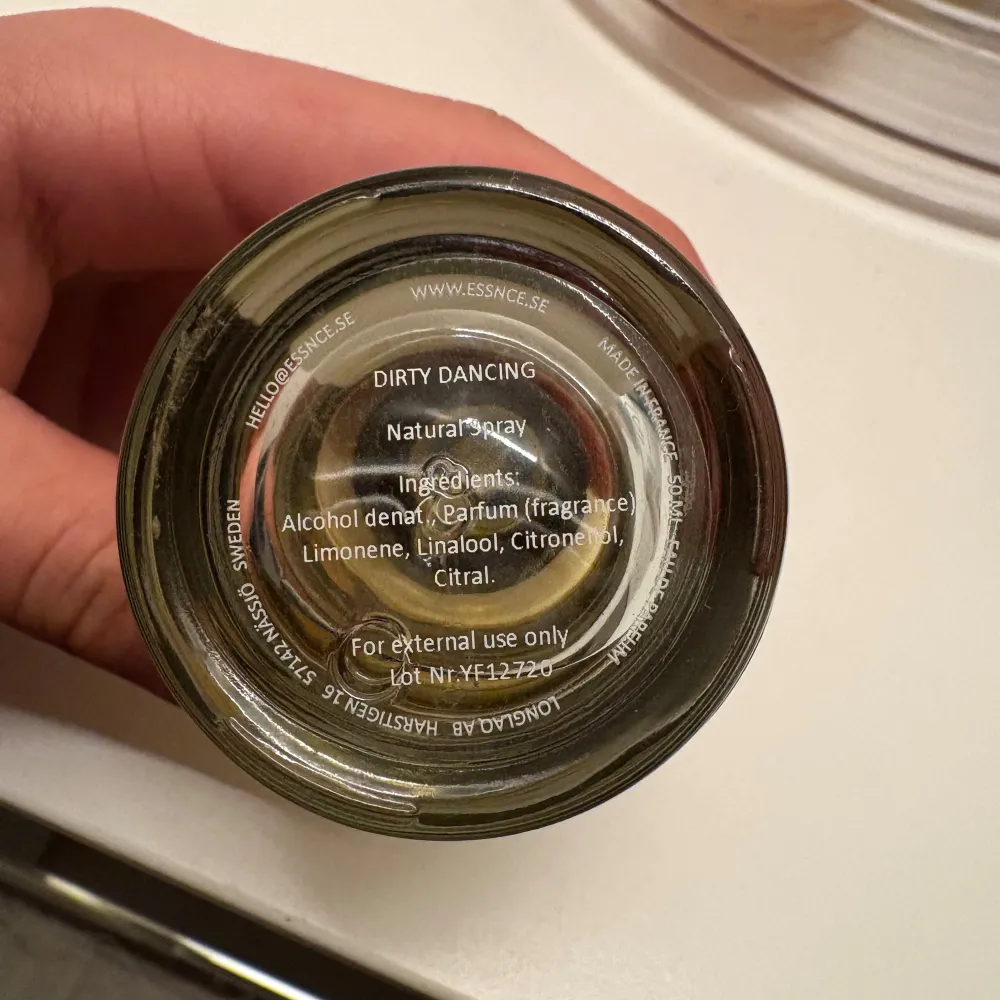 WWW.ESSNCE.SE
HELLO@ESSNCE.SE
MADE IN FRANCE 50 ML EAU DE PARFUM
DIRTY DANCING
Natural Spray
Ingredients:
Alcohol denat., Parfum (fragrance)
Limonene, Linalool, Citronellol,
Citral.
For external use only
Lot Nr.YF12720
LONGLAQ AB HARSTIGEN 16 57142 NÄSSJÖ SWEDEN